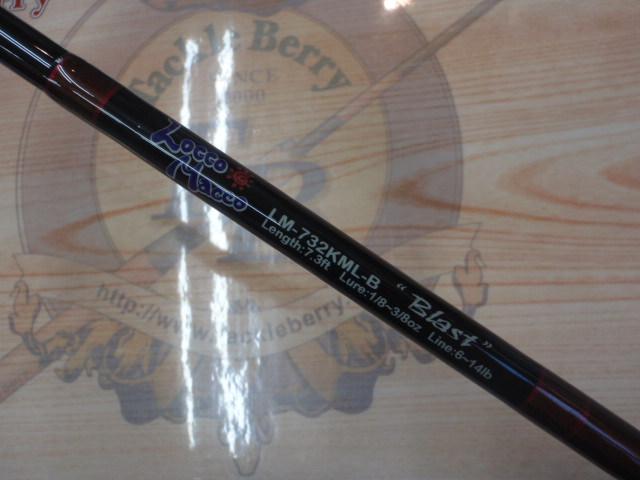 Tackle Berry
SINCE
Locco
Macco
LM-732KML-B "Blast"
Length:7.3ft Lure:1/8~3/8oz Line:6~14lb
http://www.tackleberry.